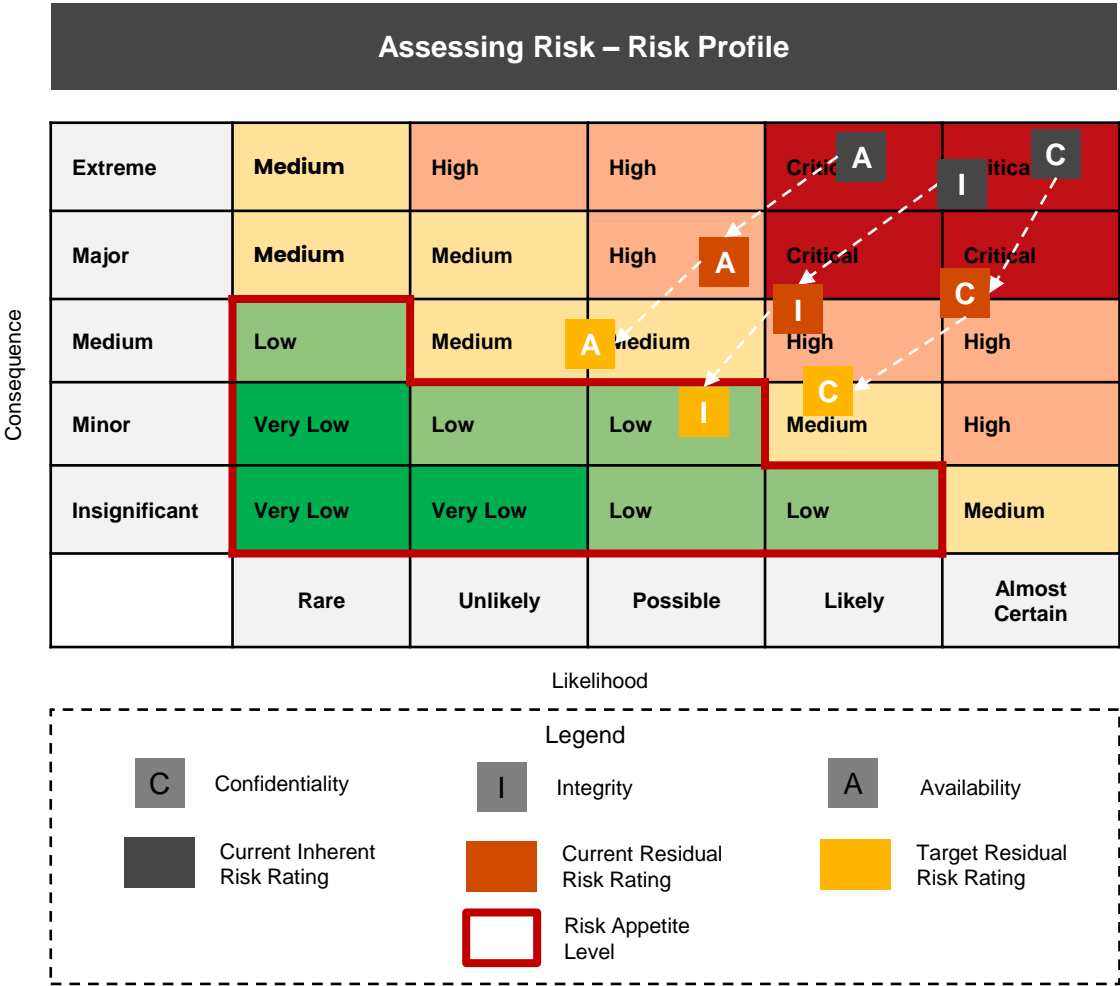 Assessing Risk – Risk Profile
Consequence
Extreme Medium High High Critical A Critical I C
Major Medium Medium High A Critical Critical
Medium Low Medium A Medium I High C High
Minor Very Low Low Low I Medium C High
Insignificant Very Low Very Low Low Low Medium
Rare Unlikely Possible Likely Almost
Certain
Likelihood
Legend
C Confidentiality I Integrity A Availability
Current Inherent
Risk Rating
Current Residual
Risk Rating
Target Residual
Risk Rating
Risk Appetite
Level